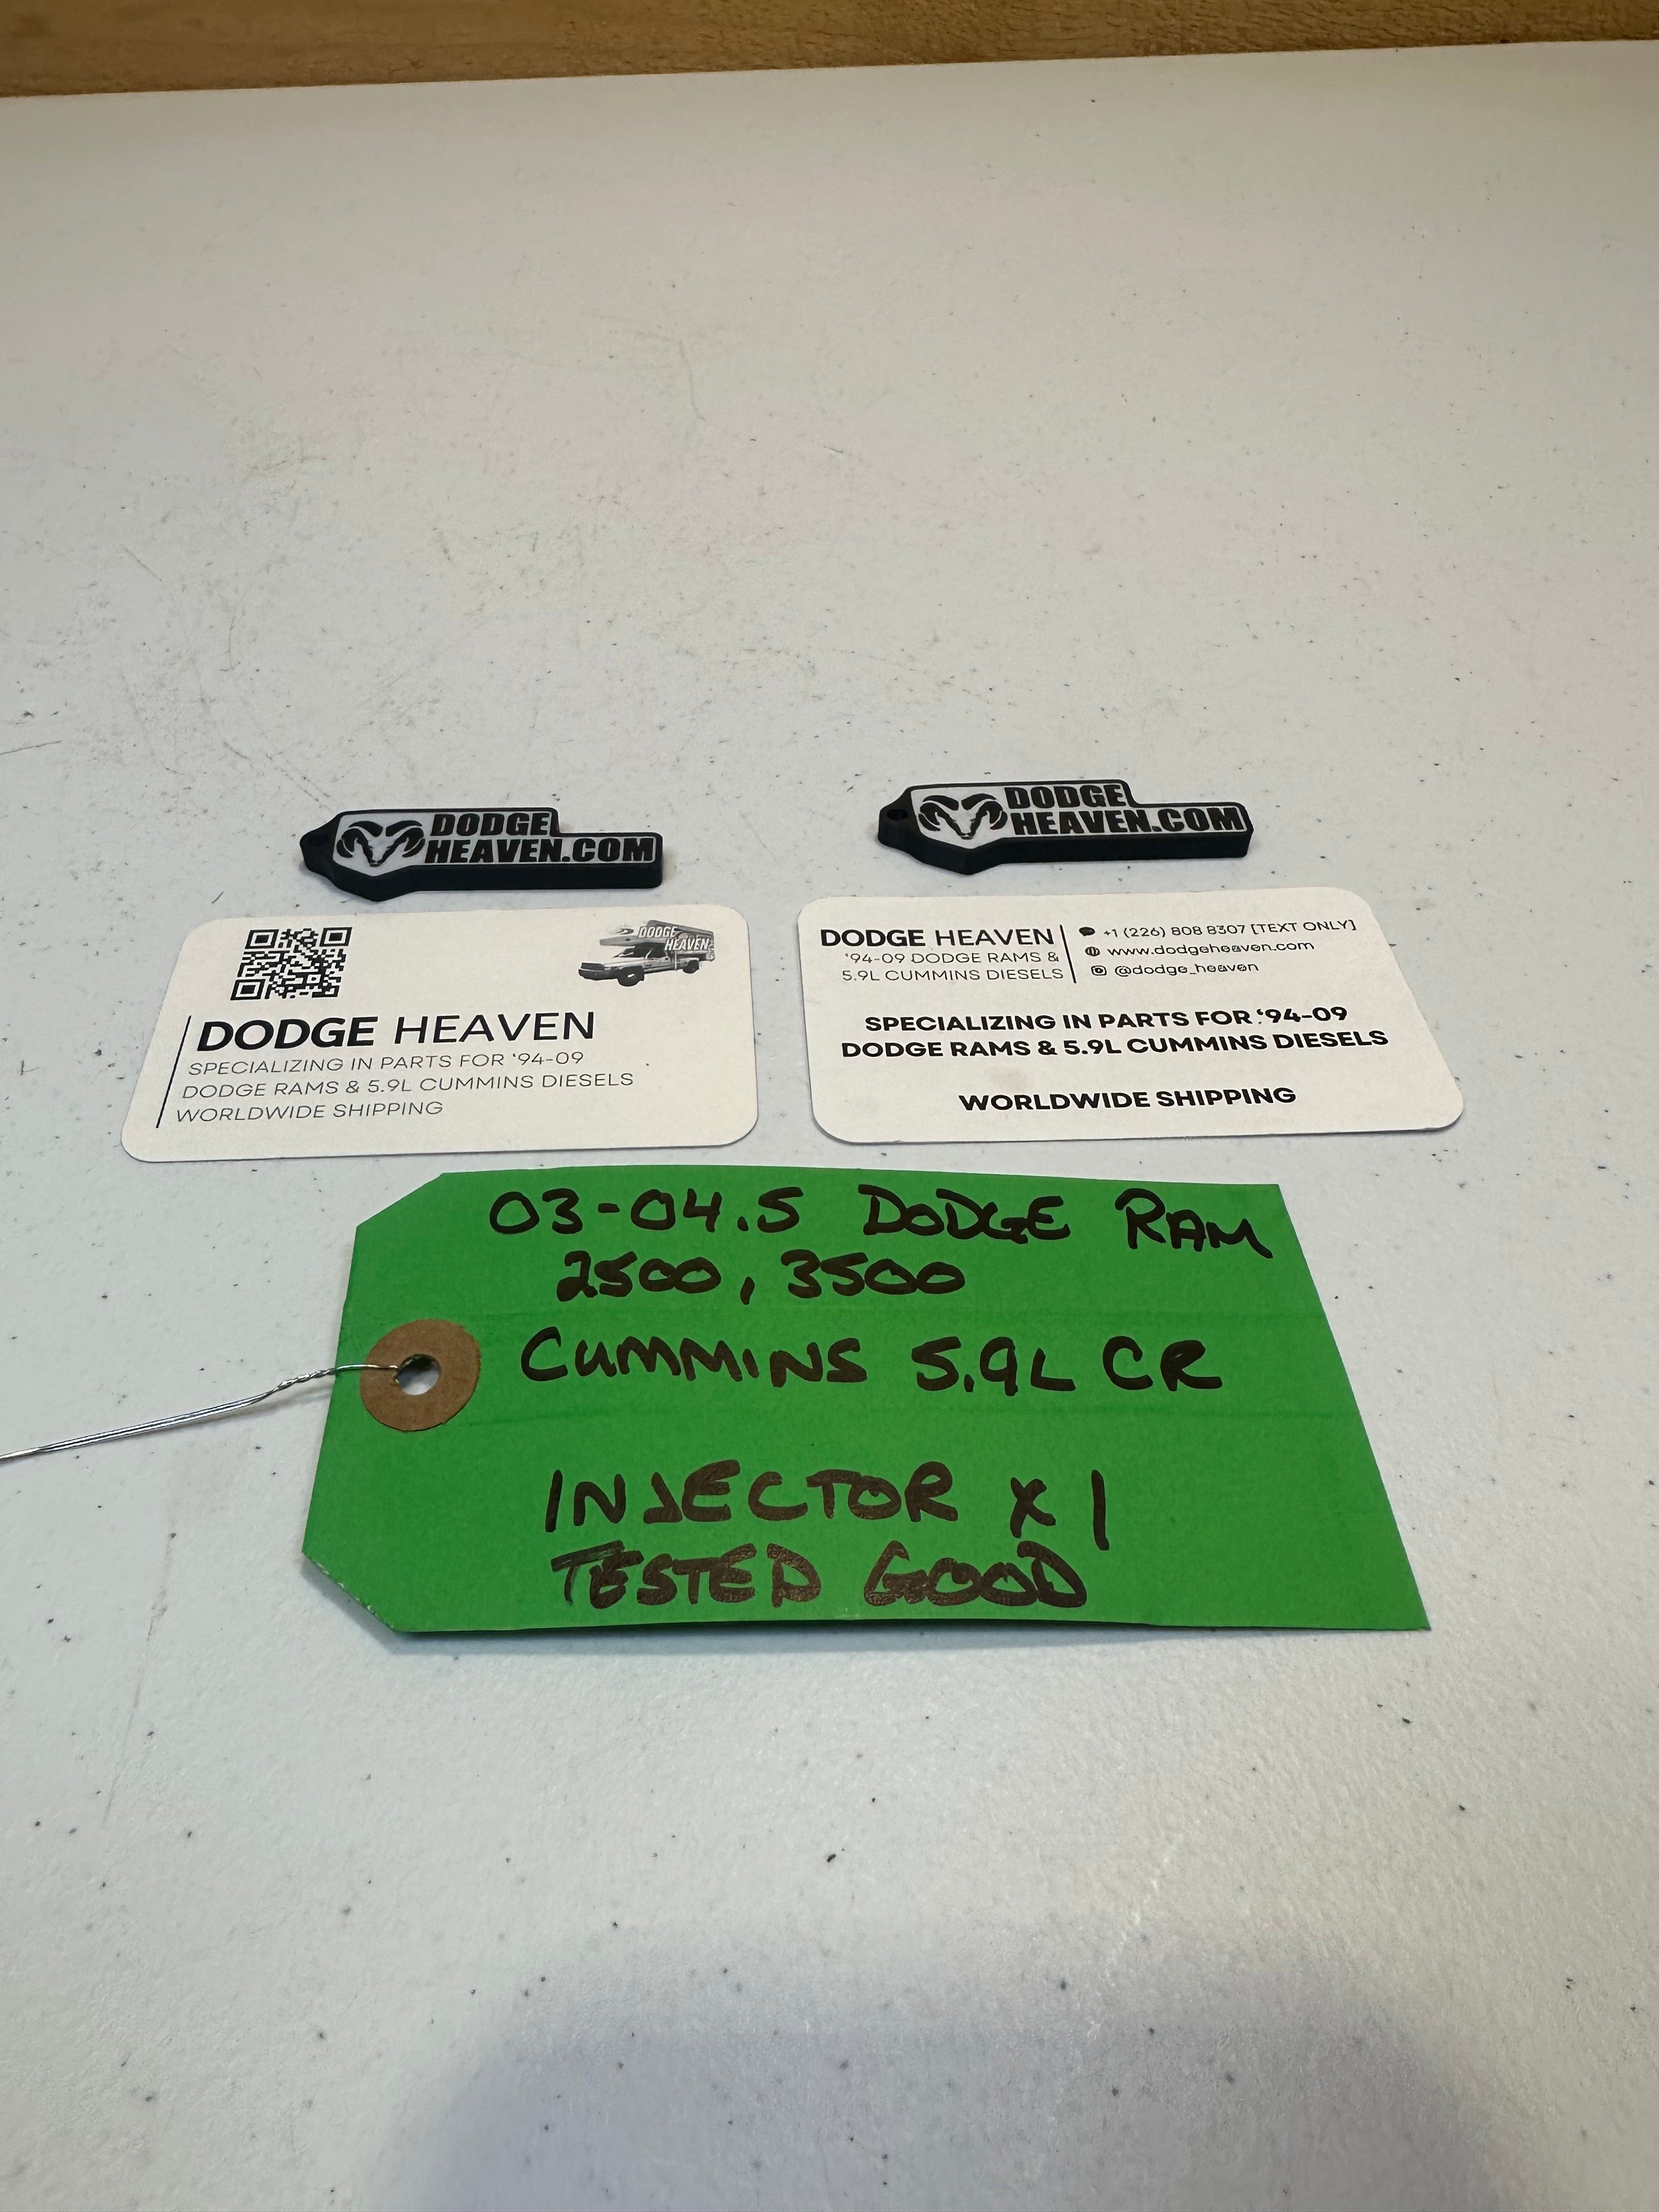 DODGE
HEAVEN.COM
DODGE
HEAVEN.COM
DODGE
HEAVEN
DODGE HEAVEN
SPECIALIZING IN PARTS FOR '94-09
DODGE RAMS & 5.9L CUMMINS DIESELS
WORLDWIDE SHIPPING
DODGE HEAVEN
'94-09 DODGE RAMS &
5.9L CUMMINS DIESELS
+1 (226) 808 8307 [TEXT ONLY]
www.dodgeheaven.com
@dodge_heaven
SPECIALIZING IN PARTS FOR '94-09
DODGE RAMS & 5.9L CUMMINS DIESELS
WORLDWIDE SHIPPING
03-04.5 DODGE RAM
2500, 3500
CUMMINS 5.9L CR
INJECTOR x 1
TESTED GOOD